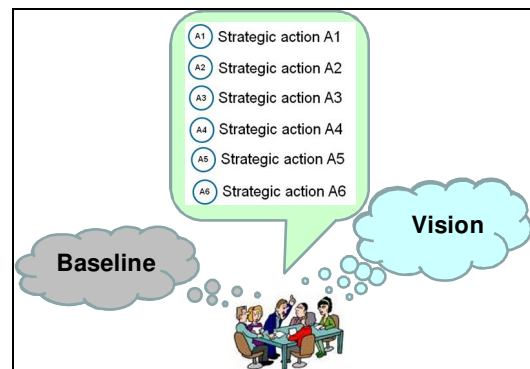 A1 Strategic action A1
A2 Strategic action A2
A3 Strategic action A3
A4 Strategic action A4
A5 Strategic action A5
A6 Strategic action A6
Vision
Baseline